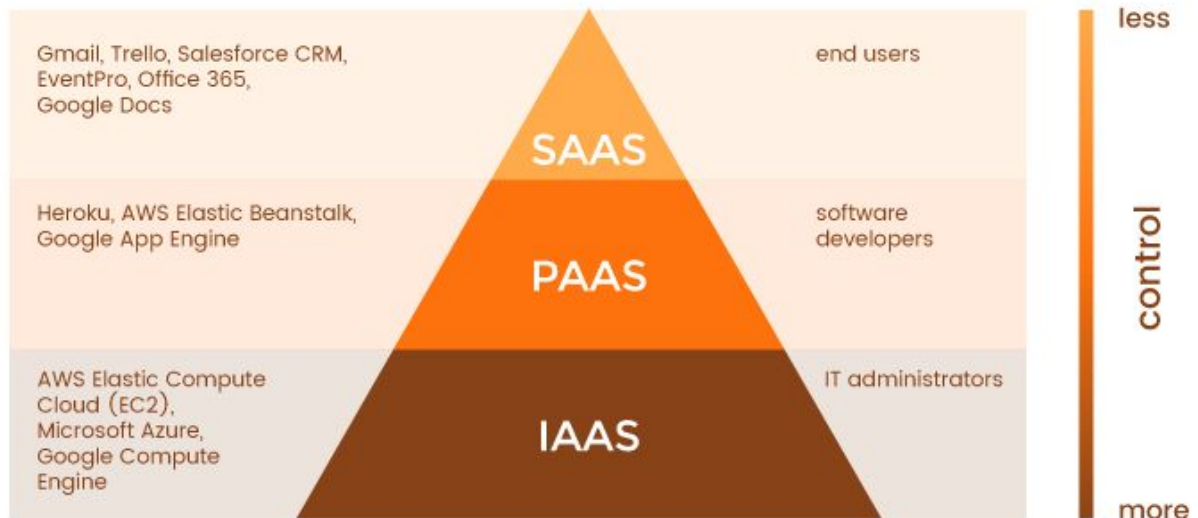 less
Gmail, Trello, Salesforce CRM,
EventPro, Office 365,
Google Docs
SAAS
end users
Heroku, AWS Elastic Beanstalk,
Google App Engine
PAAS
software
developers
control
AWS Elastic Compute
Cloud (EC2),
Microsoft Azure,
Google Compute
Engine
IAAS
IT administrators
more